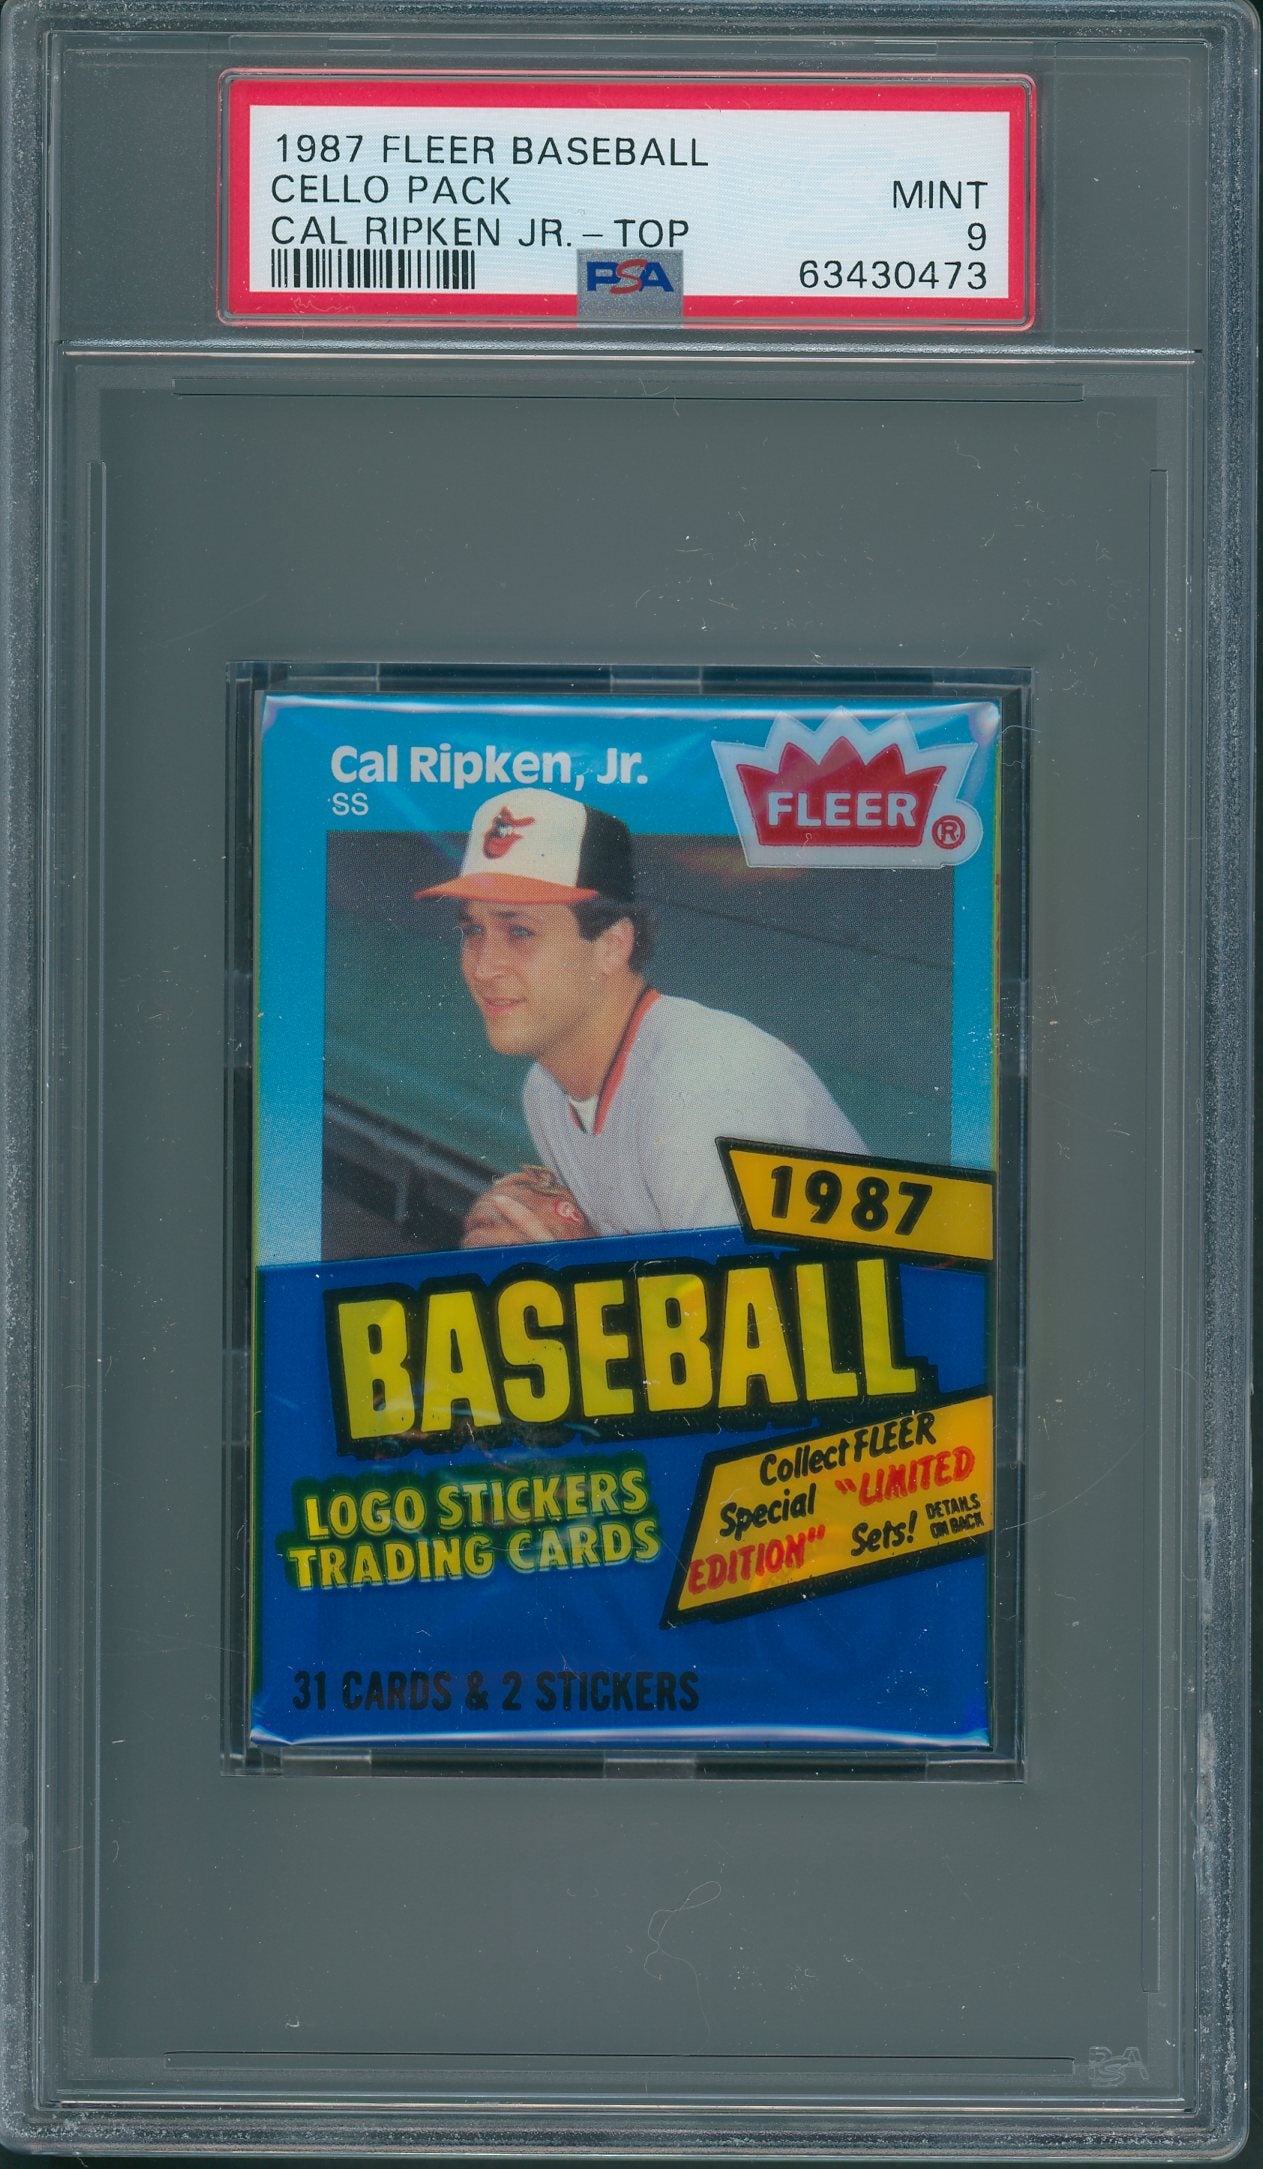 1987 FLEER BASEBALL
CELLO PACK
MINT
CAL RIPKEN JR. – TOP
9
PSA
63430473
Cal Ripken, Jr.
SS
FLEER®
1987
BASEBALL
LOGO STICKERS
TRADING CARDS
Collect FLEER
Special "LIMITED
EDITION" Sets! DETAILS
ON BACK
31 CARDS & 2 STICKERS
PSA